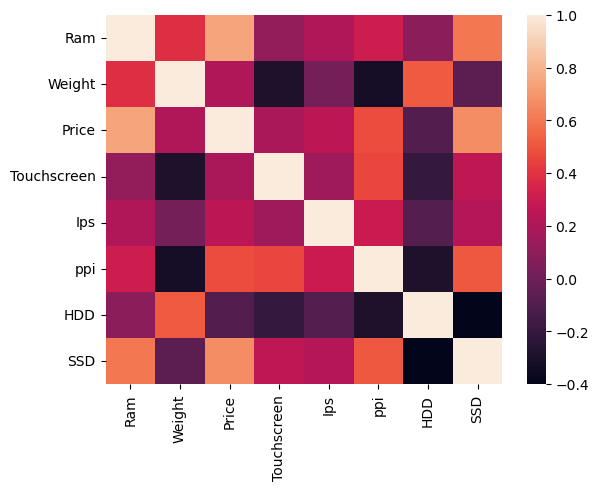 Ram
Weight
Price
Touchscreen
Ips
ppi
HDD
SSD
Ram
Weight
Price
Touchscreen
Ips
ppi
HDD
SSD
1.0
0.8
0.6
0.4
0.2
0.0
−0.2
−0.4